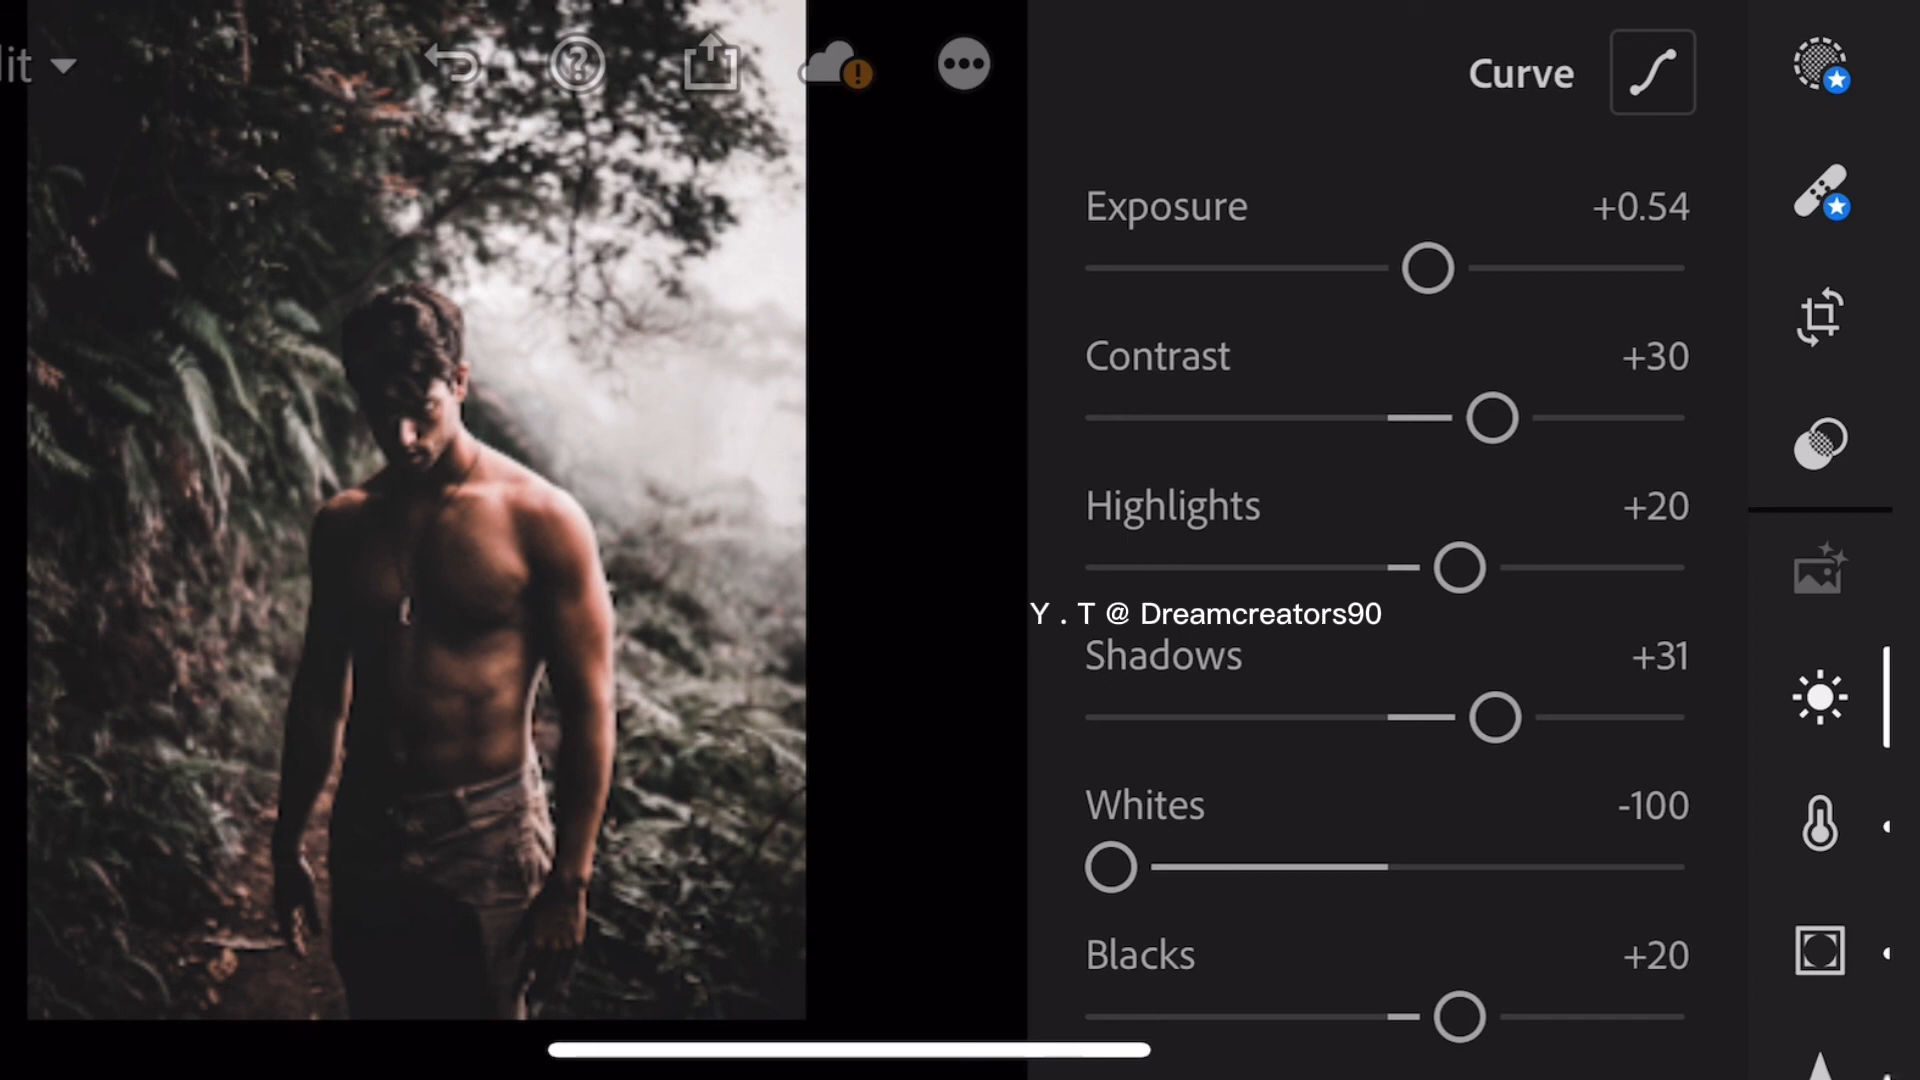 it
Curve
Exposure +0.54
Contrast +30
Highlights +20
Y . T @ Dreamcreators90
Shadows +31
Whites -100
Blacks +20